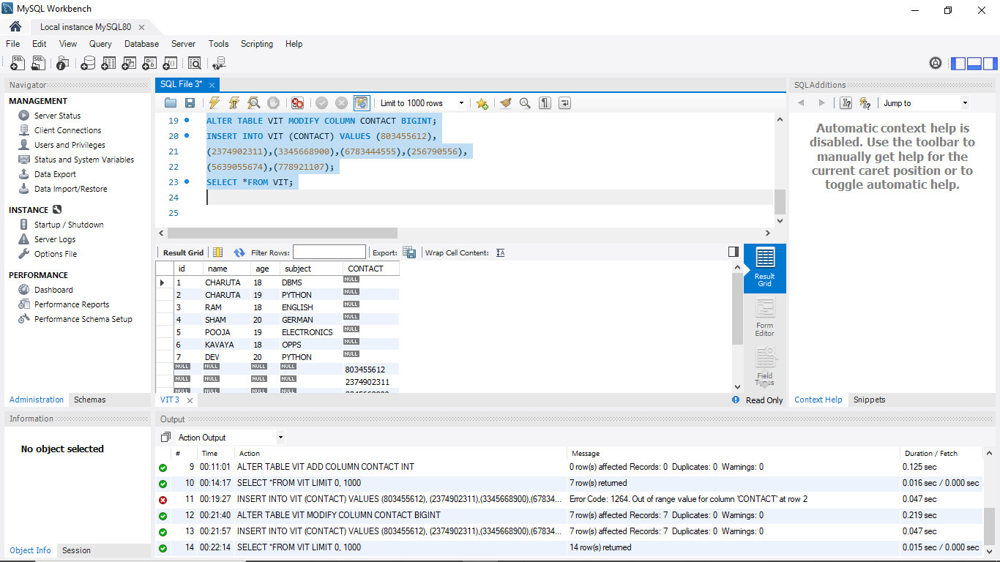 MySQL Workbench
Local instance MySQL80
File Edit View Query Database Server Tools Scripting Help
Navigator
MANAGEMENT
Server Status
Client Connections
Users and Privileges
Status and System Variables
Data Export
Data Import/Restore
INSTANCE
Startup / Shutdown
Server Logs
Options File
PERFORMANCE
Dashboard
Performance Reports
Performance Schema Setup
Administration Schemas
Information
No object selected
Object Info Session
SQL File 3*
Limit to 1000 rows
19 ALTER TABLE VIT MODIFY COLUMN CONTACT BIGINT;
20 INSERT INTO VIT (CONTACT) VALUES (803455612),
21 (2374902311),(3345668900),(6783444555),(256790556),
22 (5639055674),(778921107);
23 SELECT *FROM VIT;
24
25
Result Grid Filter Rows: Export: Wrap Cell Content:
id name age subject CONTACT
1 CHARUTA 18 DBMS NULL
2 CHARUTA 19 PYTHON NULL
3 RAM 18 ENGLISH NULL
4 SHAM 20 GERMAN NULL
5 POOJA 19 ELECTRONICS NULL
6 KAVAYA 18 OPPS NULL
7 DEV 20 PYTHON NULL
NULL NULL NULL NULL 803455612
NULL NULL NULL NULL 2374902311
NULL NULL NULL NULL 3345668900
Result Grid
Form Editor
Field Types
VIT 3
Read Only
SQLAdditions
Jump to
Automatic context help is
disabled. Use the toolbar to
manually get help for the
current caret position or to
toggle automatic help.
Context Help Snippets
Output
Action Output
# Time Action Message Duration / Fetch
9 00:11:01 ALTER TABLE VIT ADD COLUMN CONTACT INT 0 row(s) affected Records: 0 Duplicates: 0 Warnings: 0 0.125 sec
10 00:14:17 SELECT *FROM VIT LIMIT 0, 1000 7 row(s) returned 0.016 sec / 0.000 sec
11 00:19:27 INSERT INTO VIT (CONTACT) VALUES (803455612), (2374902311),(3345668900),(67834... Error Code: 1264. Out of range value for column 'CONTACT' at row 2 0.047 sec
12 00:21:40 ALTER TABLE VIT MODIFY COLUMN CONTACT BIGINT 7 row(s) affected Records: 7 Duplicates: 0 Warnings: 0 0.219 sec
13 00:21:57 INSERT INTO VIT (CONTACT) VALUES (803455612), (2374902311),(3345668900),(67834... 7 row(s) affected Records: 7 Duplicates: 0 Warnings: 0 0.047 sec
14 00:22:14 SELECT *FROM VIT LIMIT 0, 1000 14 row(s) returned 0.015 sec / 0.000 sec